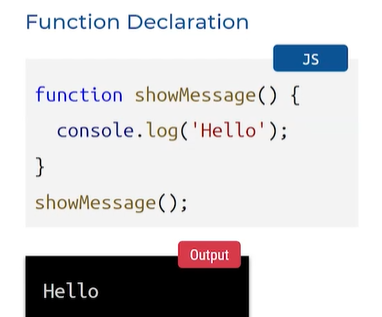 Function Declaration
JS
function showMessage() {
  console.log('Hello');
}
showMessage();
Output
Hello